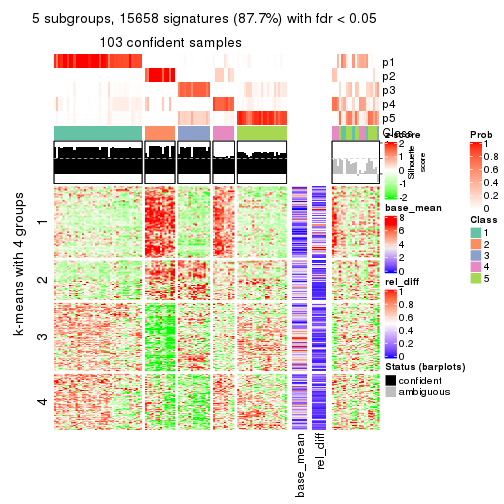 5 subgroups, 15658 signatures (87.7%) with fdr < 0.05
103 confident samples
p1
p2
p3
p4
p5
Class
k-means with 4 groups
1
2
3
4
base_mean
rel_diff
z-score
2
1
0
-1
-2
Silhouette
score
base_mean
8
6
4
2
0
rel_diff
1
0.8
0.6
0.4
0.2
0
Status (barplots)
confident
ambiguous
Prob
1
0.8
0.6
0.4
0.2
0
Class
1
2
3
4
5